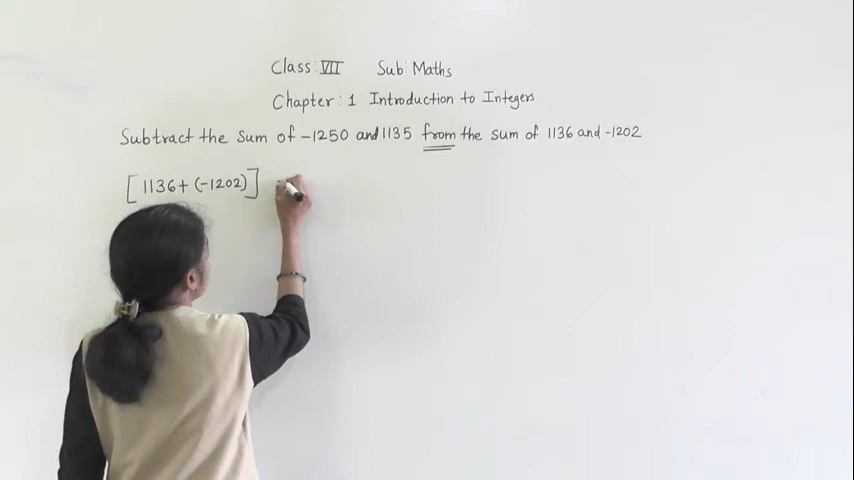 Class: VII Sub: Maths
Chapter: 1 Introduction to Integers
Subtract the sum of -1250 and 1135 from the sum of 1136 and -1202
[1136+(-1202)] -